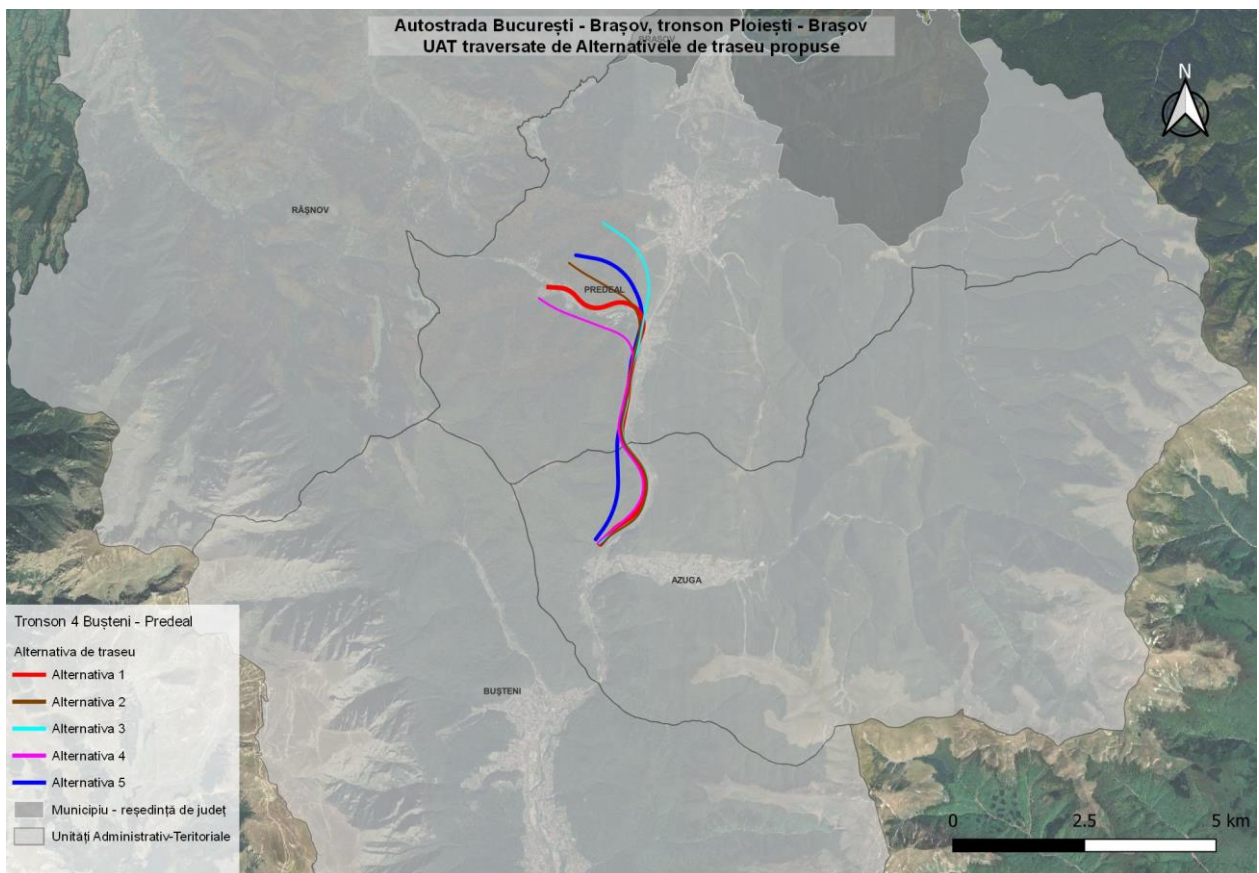 Autostrada București - Brașov, tronson Ploiești - Brașov
UAT traversate de Alternativele de traseu propuse
BRAȘOV
N
RÂȘNOV
PREDEAL
AZUGA
BUȘTENI
Tronson 4 Bușteni - Predeal
Alternativa de traseu
Alternativa 1
Alternativa 2
Alternativa 3
Alternativa 4
Alternativa 5
Municipiu - reședință de județ
Unități Administrativ-Teritoriale
0 2.5 5 km